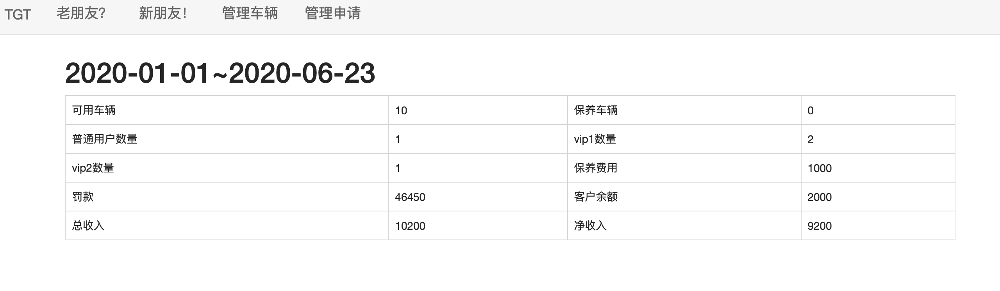 TGT 老朋友? 新朋友! 管理车辆 管理申请
2020-01-01~2020-06-23
可用车辆 10 保养车辆 0
普通用户数量 1 vip1数量 2
vip2数量 1 保养费用 1000
罚款 46450 客户余额 2000
总收入 10200 净收入 9200